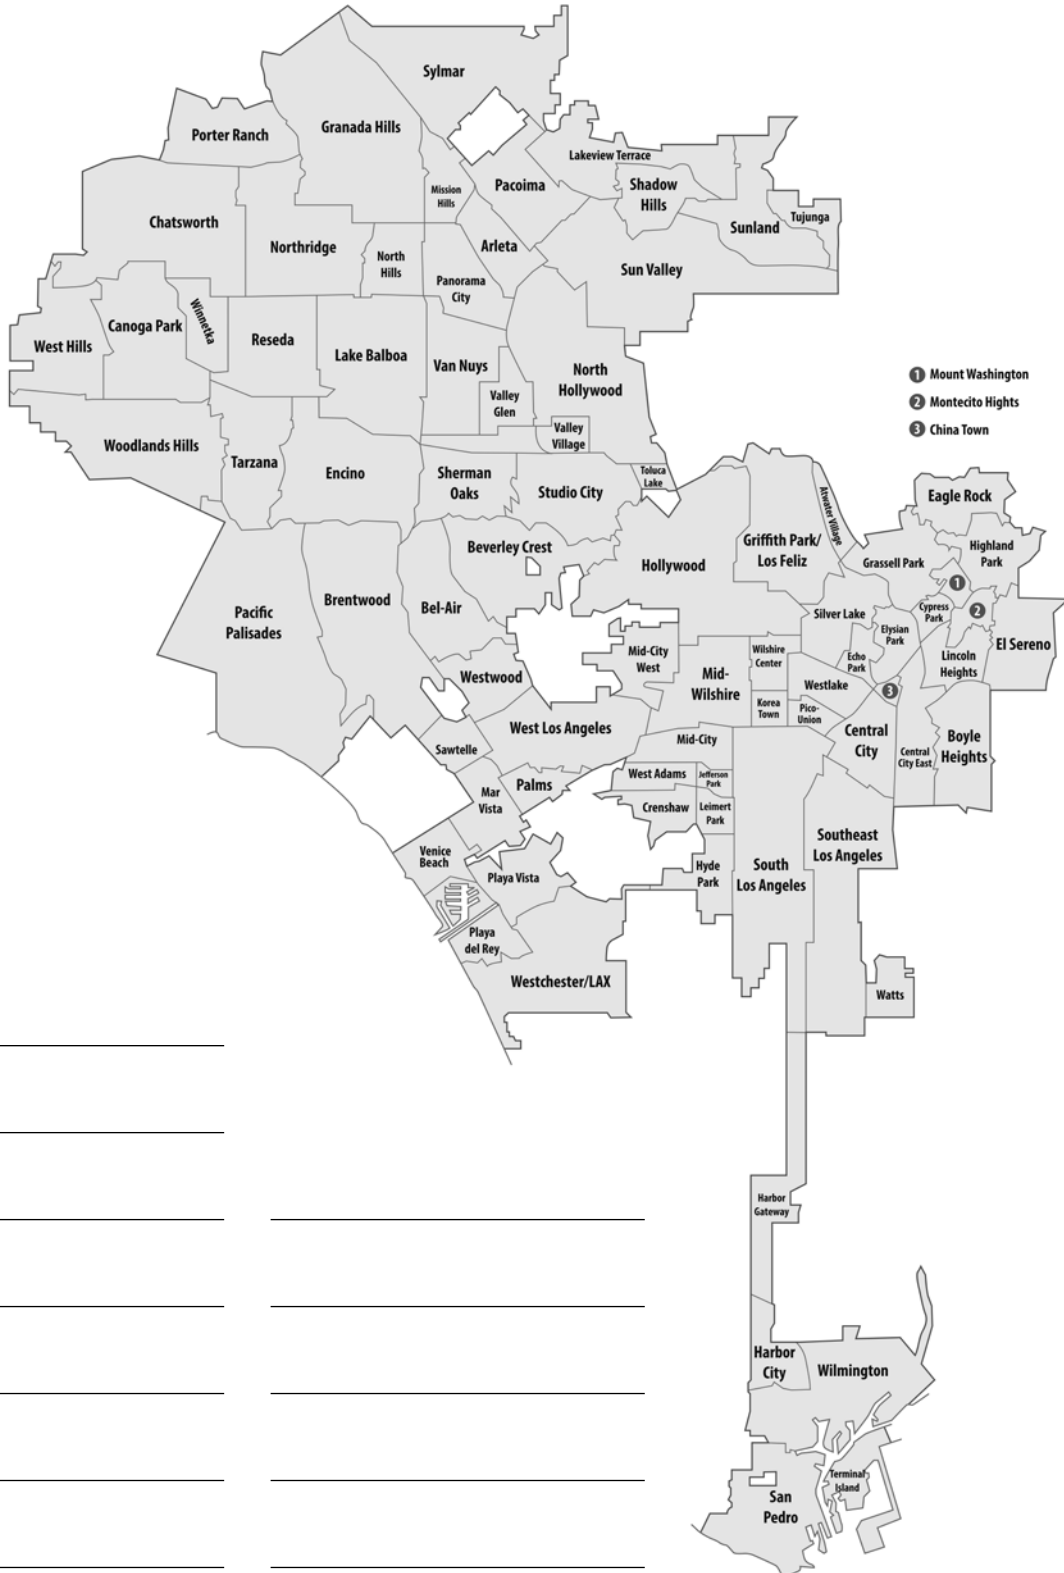 Sylmar
Porter Ranch
Granada Hills
Lakeview Terrace
Mission
Hills
Pacoima
Shadow
Hills
Chatsworth
Northridge
North
Hills
Arleta
Sunland
Tujunga
Panorama
City
Sun Valley
West Hills
Canoga Park
Winnetka
Reseda
Lake Balboa
Van Nuys
North
Hollywood
Valley
Glen
Valley
Village
1 Mount Washington
2 Montecito Hights
3 China Town
Woodlands Hills
Tarzana
Encino
Sherman
Oaks
Studio City
Toluca
Lake
Atwater Village
Eagle Rock
Beverley Crest
Hollywood
Griffith Park/
Los Feliz
Grassell Park
Highland
Park
1
Pacific
Palisades
Brentwood
Bel-Air
Silver Lake
Cypress
Park
2
Elysian
Park
El Sereno
Mid-City
West
Wilshire
Center
Echo
Park
Lincoln
Heights
Westwood
Mid-
Wilshire
Westlake
3
Korea
Town
Pico-
Union
West Los Angeles
Sawtelle
Mid-City
Central
City
Central
City East
Boyle
Heights
Mar
Vista
Palms
West Adams
Jefferson
Park
Crenshaw
Leimert
Park
Southeast
Los Angeles
Venice
Beach
Playa Vista
Hyde
Park
South
Los Angeles
Playa
del Rey
Westchester/LAX
Watts
Harbor
Gateway
Harbor
City
Wilmington
Terminal
Island
San
Pedro